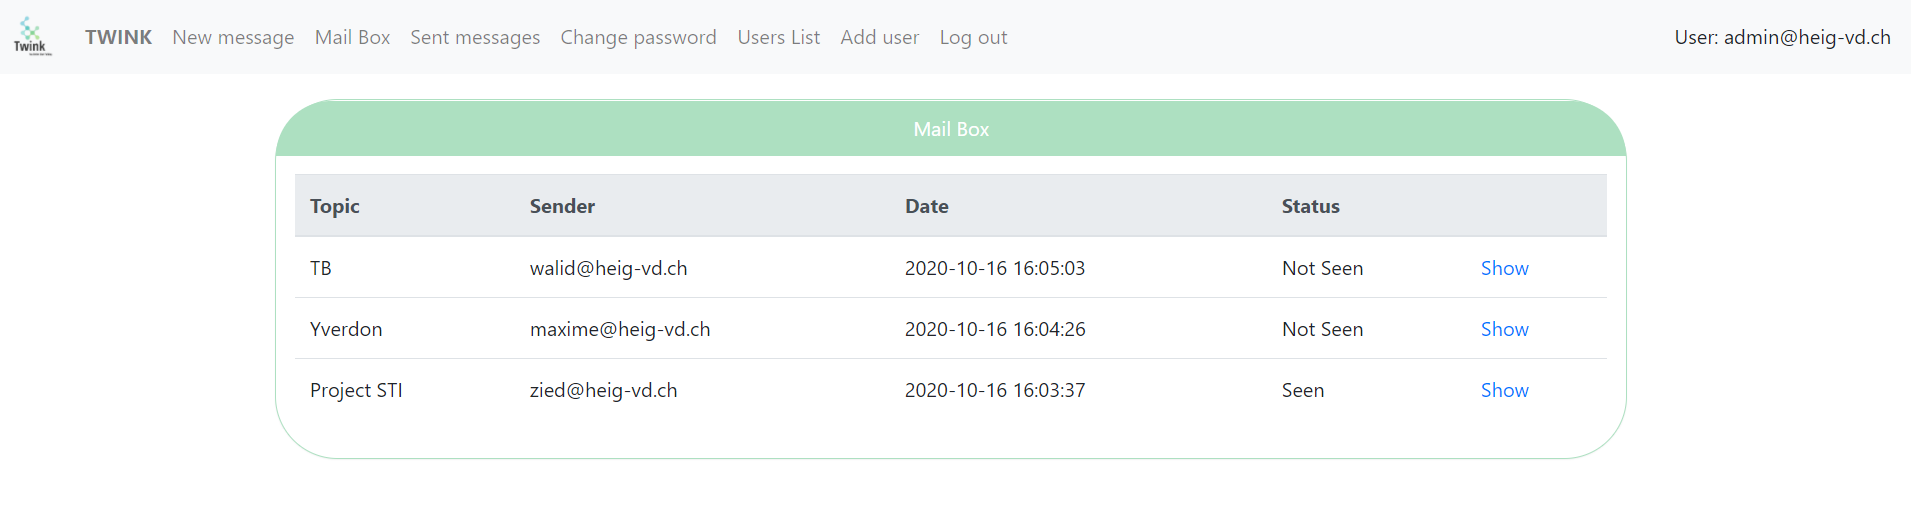 Twink TWINK New message Mail Box Sent messages Change password Users List Add user Log out User: admin@heig-vd.ch
Mail Box
Topic Sender Date Status
TB walid@heig-vd.ch 2020-10-16 16:05:03 Not Seen Show
Yverdon maxime@heig-vd.ch 2020-10-16 16:04:26 Not Seen Show
Project STI zied@heig-vd.ch 2020-10-16 16:03:37 Seen Show